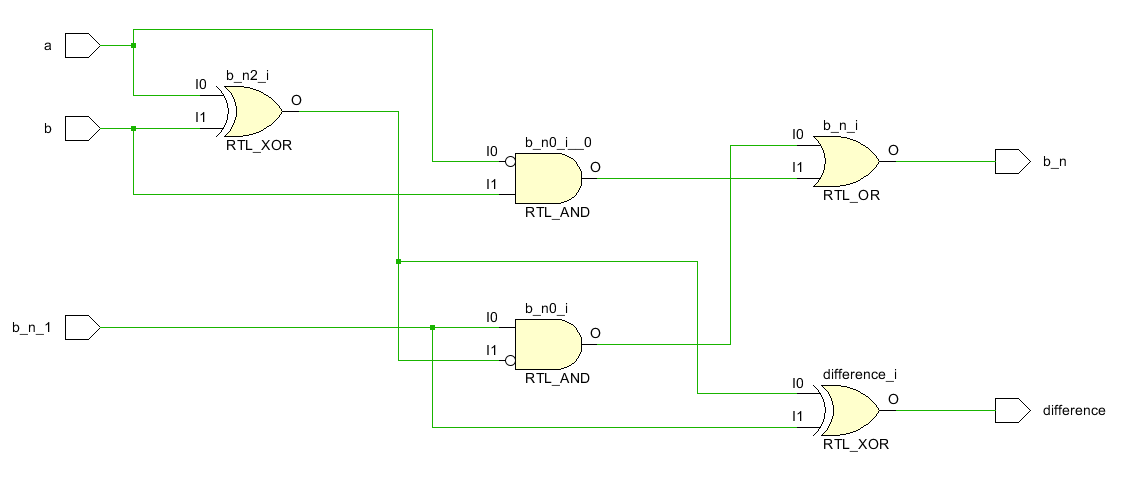 a
b_n2_i
I0
O
I1
b
RTL_XOR
b_n_i
I0
O
b_n0_i__0
I0
O
I1
b_n
I1
RTL_OR
RTL_AND
b_n0_i
I0
b_n_1
O
I1
RTL_AND
difference_i
I0
O
I1
difference
RTL_XOR